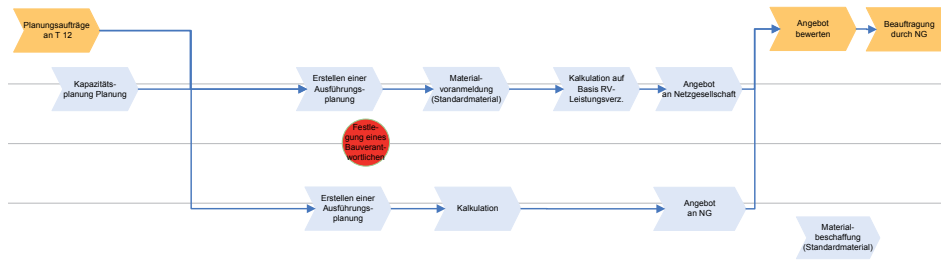 Planungsaufträge
an T 12
Angebot
bewerten
Beauftragung
durch NG
Kapazitäts-
planung Planung
Erstellen einer
Ausführungs-
planung
Material-
voranmeldung
(Standardmaterial)
Kalkulation auf
Basis RV-
Leistungsverz.
Angebot
an Netzgesellschaft
Festle-
gung eines
Bauverant-
wortlichen
Erstellen einer
Ausführungs-
planung
Kalkulation
Angebot
an NG
Material-
beschaffung
(Standardmaterial)